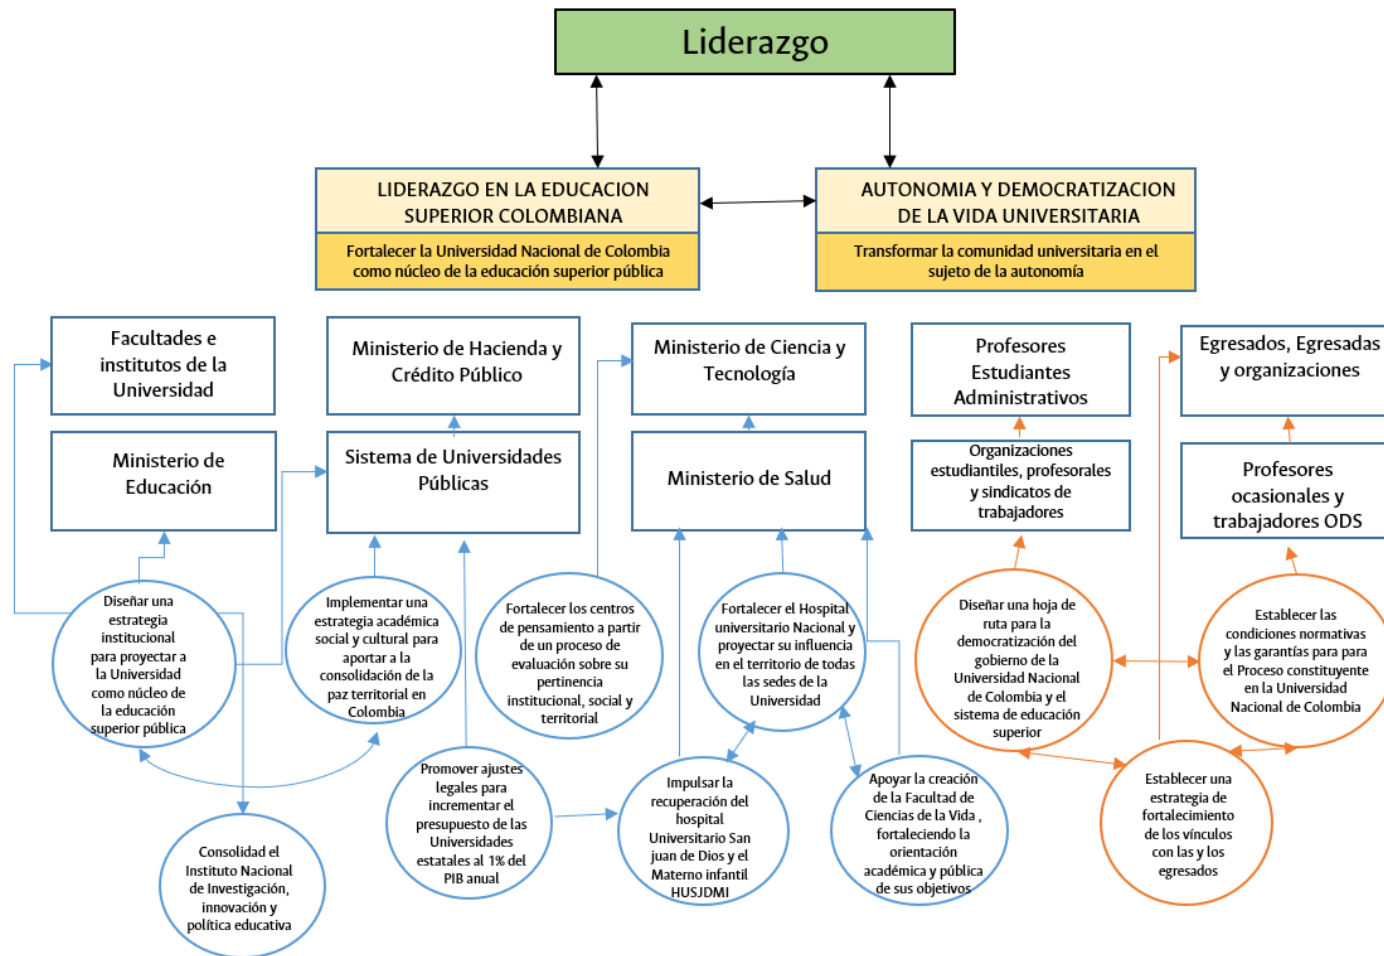 Liderazgo
LIDERAZGO EN LA EDUCACION
SUPERIOR COLOMBIANA
Fortalecer la Universidad Nacional de Colombia
como núcleo de la educación superior pública
AUTONOMIA Y DEMOCRATIZACION
DE LA VIDA UNIVERSITARIA
Transformar la comunidad universitaria en el
sujeto de la autonomía
Facultades e
institutos de la
Universidad
Ministerio de Hacienda y
Crédito Público
Ministerio de Ciencia y
Tecnología
Profesores
Estudiantes
Administrativos
Egresados, Egresadas
y organizaciones
Ministerio de
Educación
Sistema de Universidades
Públicas
Ministerio de Salud
Organizaciones
estudiantiles, profesorales
y sindicatos de
trabajadores
Profesores
ocasionales y
trabajadores ODS
Diseñar una
estrategia
institucional
para proyectar a
la Universidad
como núcleo de
la educación
superior pública
Implementar una
estrategia académica
social y cultural para
aportar a la
consolidación de la
paz territorial en
Colombia
Fortalecer los centros
de pensamiento a partir
de un proceso de
evaluación sobre su
pertinencia
institucional, social y
territorial
Fortalecer el Hospital
universitario Nacional y
proyectar su influencia
en el territorio de todas
las sedes de la
Universidad
Diseñar una hoja de
ruta para la
democratización del
gobierno de la
Universidad Nacional
de Colombia y el
sistema de educación
superior
Establecer las
condiciones normativas
y las garantías para para
el Proceso constituyente
en la Universidad
Nacional de Colombia
Consolidad el
Instituto Nacional
de Investigación,
innovación y
política educativa
Promover ajustes
legales para
incrementar el
presupuesto de las
Universidades
estatales al 1% del
PIB anual
Impulsar la
recuperación del
hospital
Universitario San
juan de Dios y el
Materno infantil
HUSJDMI
Apoyar la creación
de la Facultad de
Ciencias de la Vida ,
fortaleciendo la
orientación
académica y pública
de sus objetivos
Establecer una
estrategia de
fortalecimiento
de los vínculos
con las y los
egresados